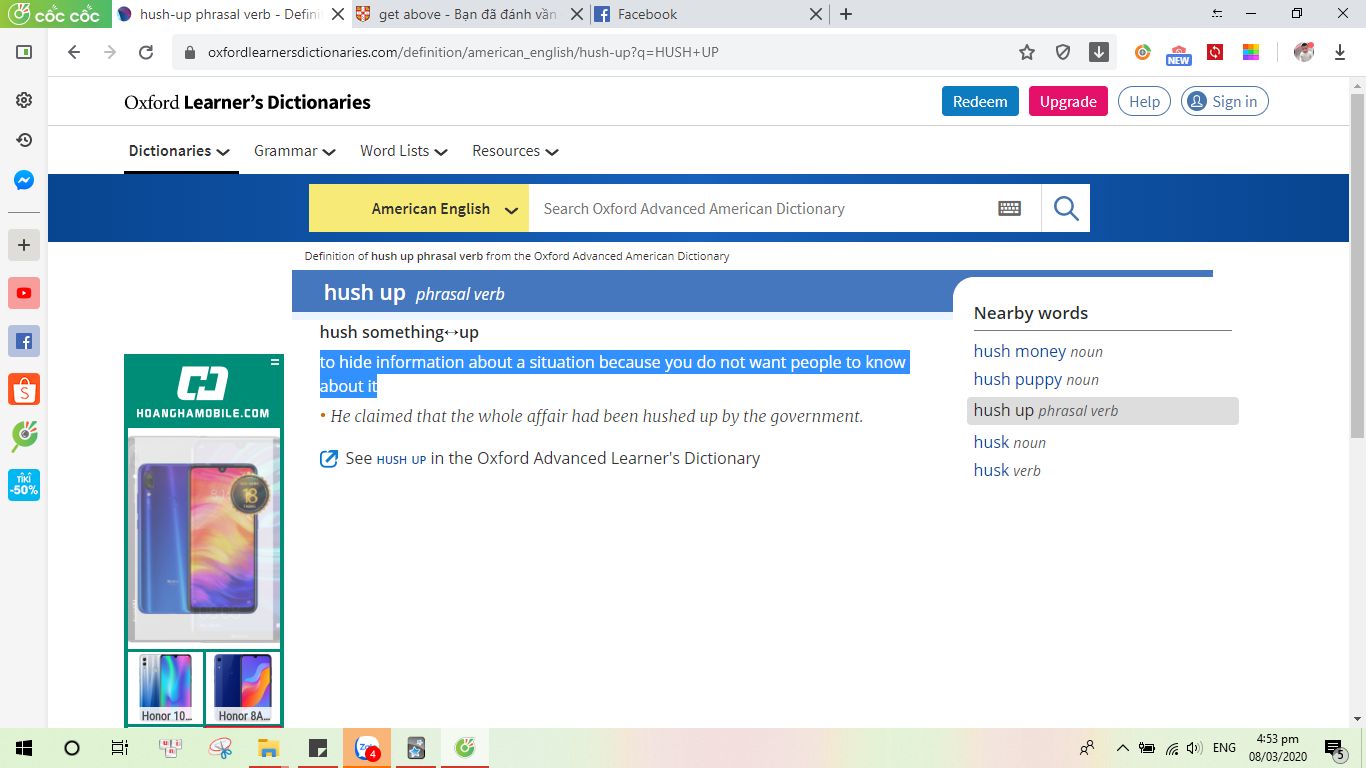 cốc cốc
hush-up phrasal verb - Defini
get above - Bạn đã đánh vần
Facebook
oxfordlearnersdictionaries.com/definition/american_english/hush-up?q=HUSH+UP
NEW
Oxford Learner's Dictionaries
Redeem
Upgrade
Help
Sign in
Dictionaries
Grammar
Word Lists
Resources
American English
Search Oxford Advanced American Dictionary
Definition of hush up phrasal verb from the Oxford Advanced American Dictionary
hush up phrasal verb
hush something↔up
to hide information about a situation because you do not want people to know
about it
• He claimed that the whole affair had been hushed up by the government.
See HUSH UP in the Oxford Advanced Learner's Dictionary
Nearby words
hush money noun
hush puppy noun
hush up phrasal verb
husk noun
husk verb
TIKI
-50%
HOANGHAMOBILE.COM
18
Honor 10...
Honor 8A...
4
ENG
4:53 pm
08/03/2020
5